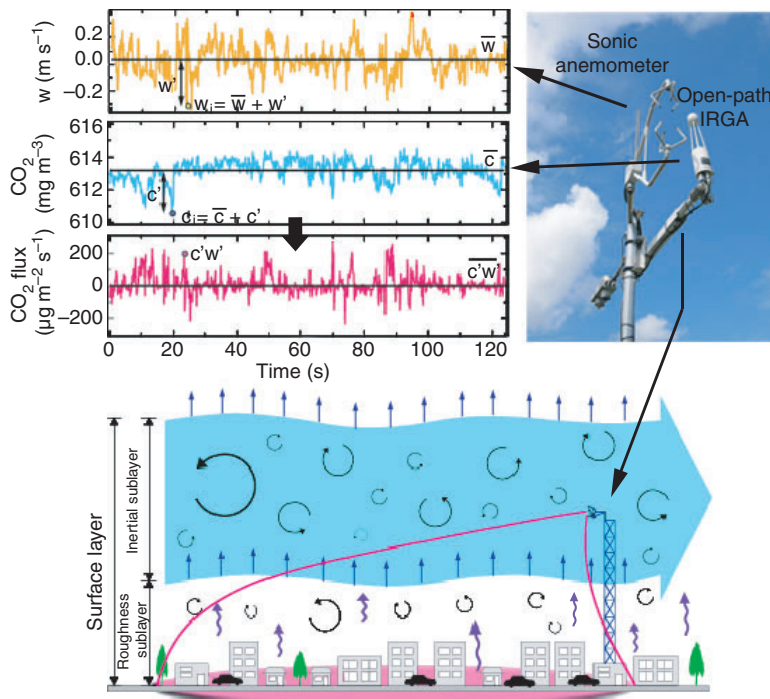 w (m s⁻¹)
0.2
0.0
−0.2
w̅
w'
wᵢ= w̅ + w'
CO₂ (mg m⁻³)
616
614
612
610
c̅
c'
cᵢ= c̅ + c'
CO₂ flux (μg m⁻² s⁻¹)
200
0
−200
c'w'
c̅'̅w̅'̅
0 20 40 60 80 100 120
Time (s)
Sonic
anemometer
Open-path
IRGA
Surface layer
Inertial sublayer
Roughness
sublayer